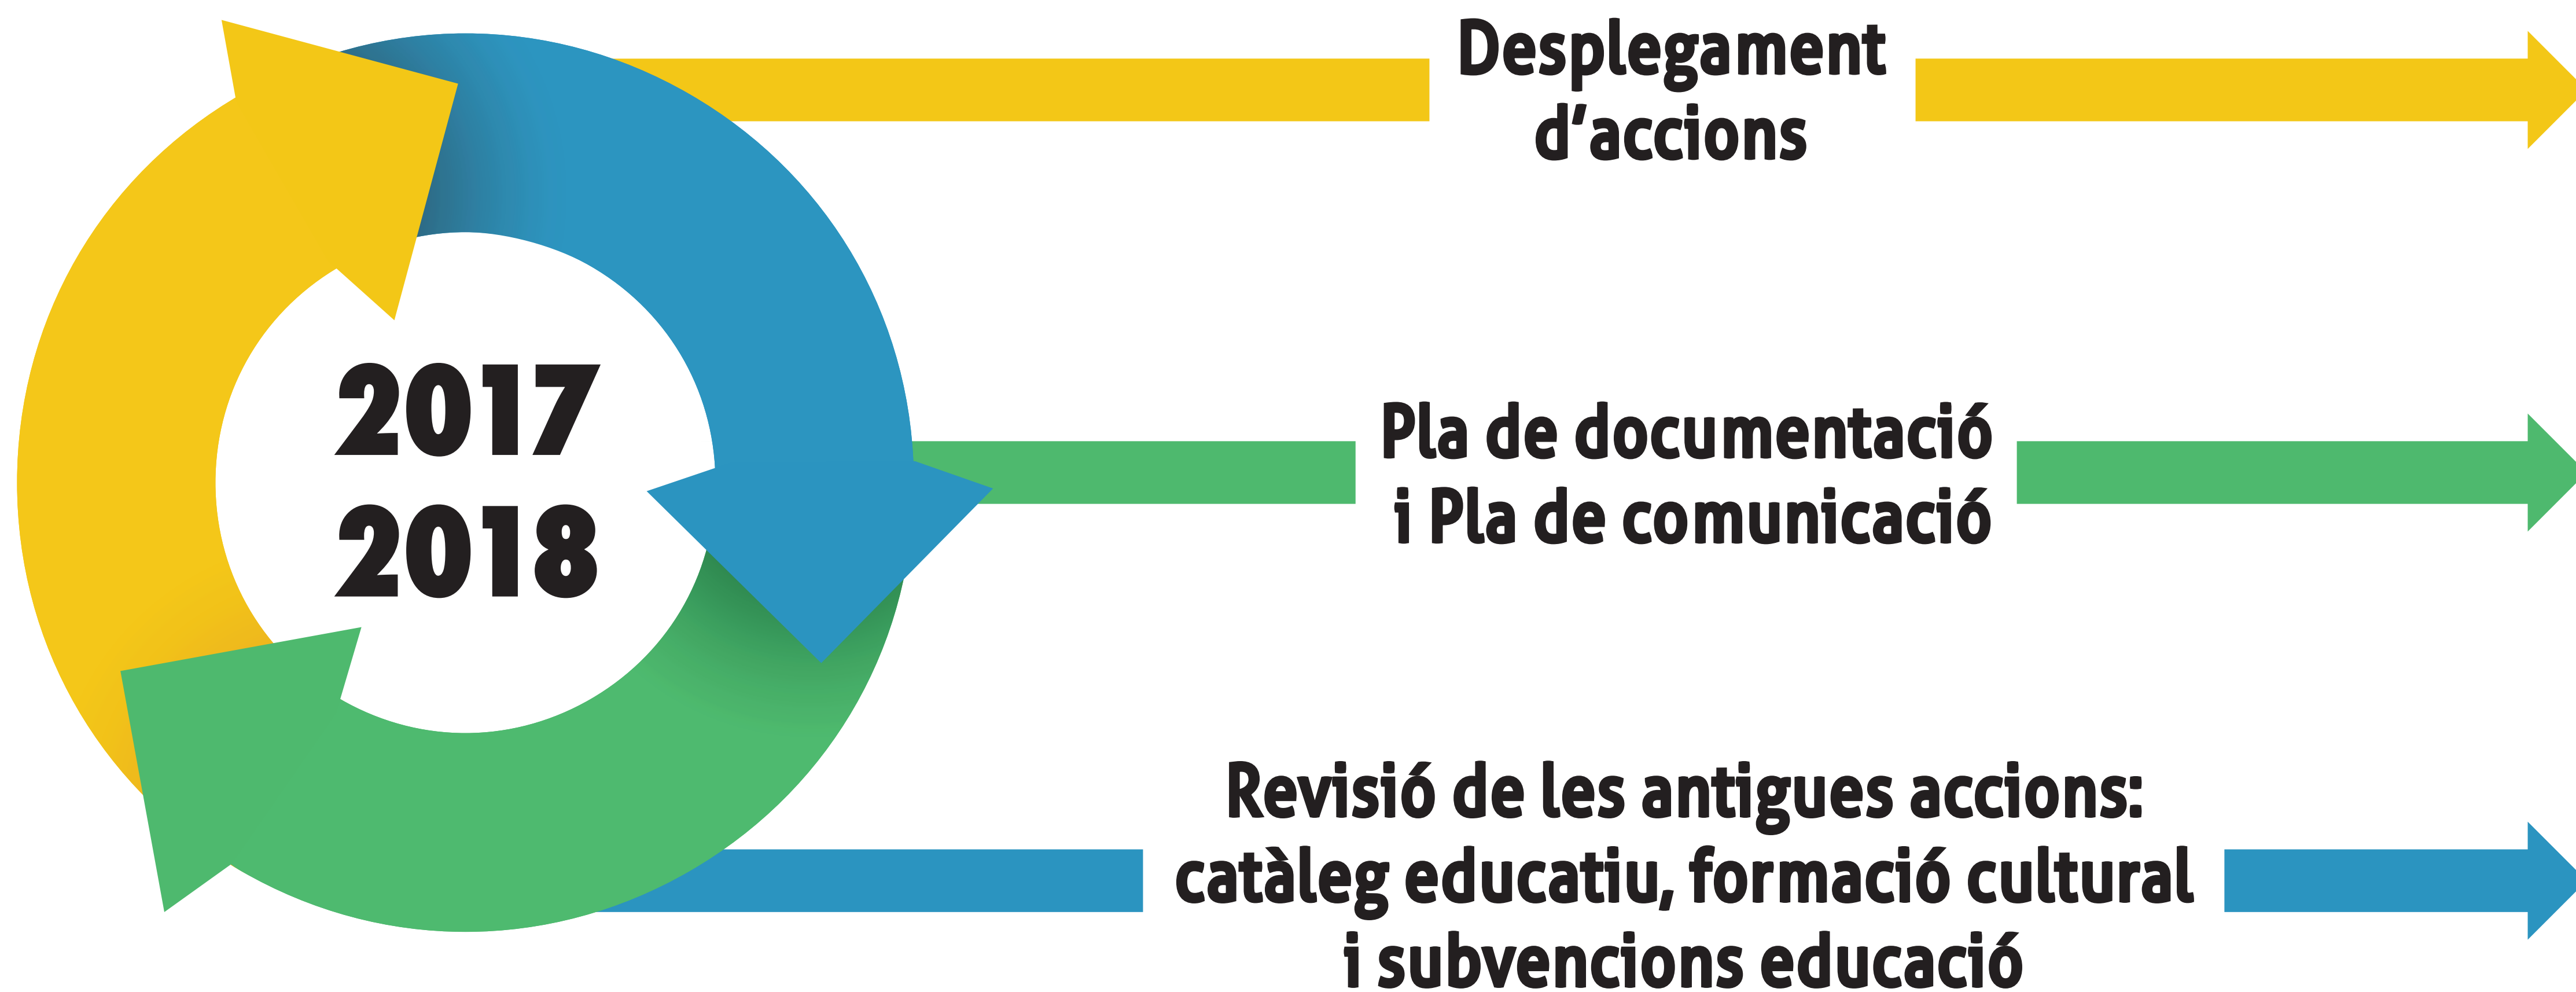 2017
2018
Desplegament
d’accions
Pla de documentació
i Pla de comunicació
Revisió de les antigues accions:
catàleg educatiu, formació cultural
i subvencions educació